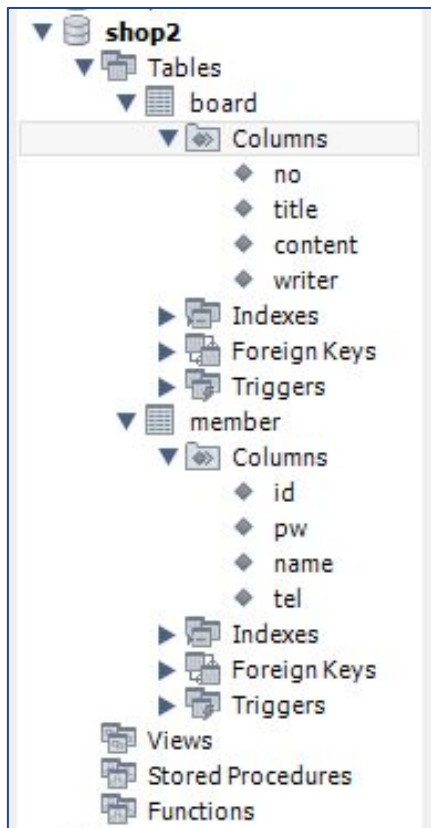 shop2
Tables
board
Columns
no
title
content
writer
Indexes
Foreign Keys
Triggers
member
Columns
id
pw
name
tel
Indexes
Foreign Keys
Triggers
Views
Stored Procedures
Functions